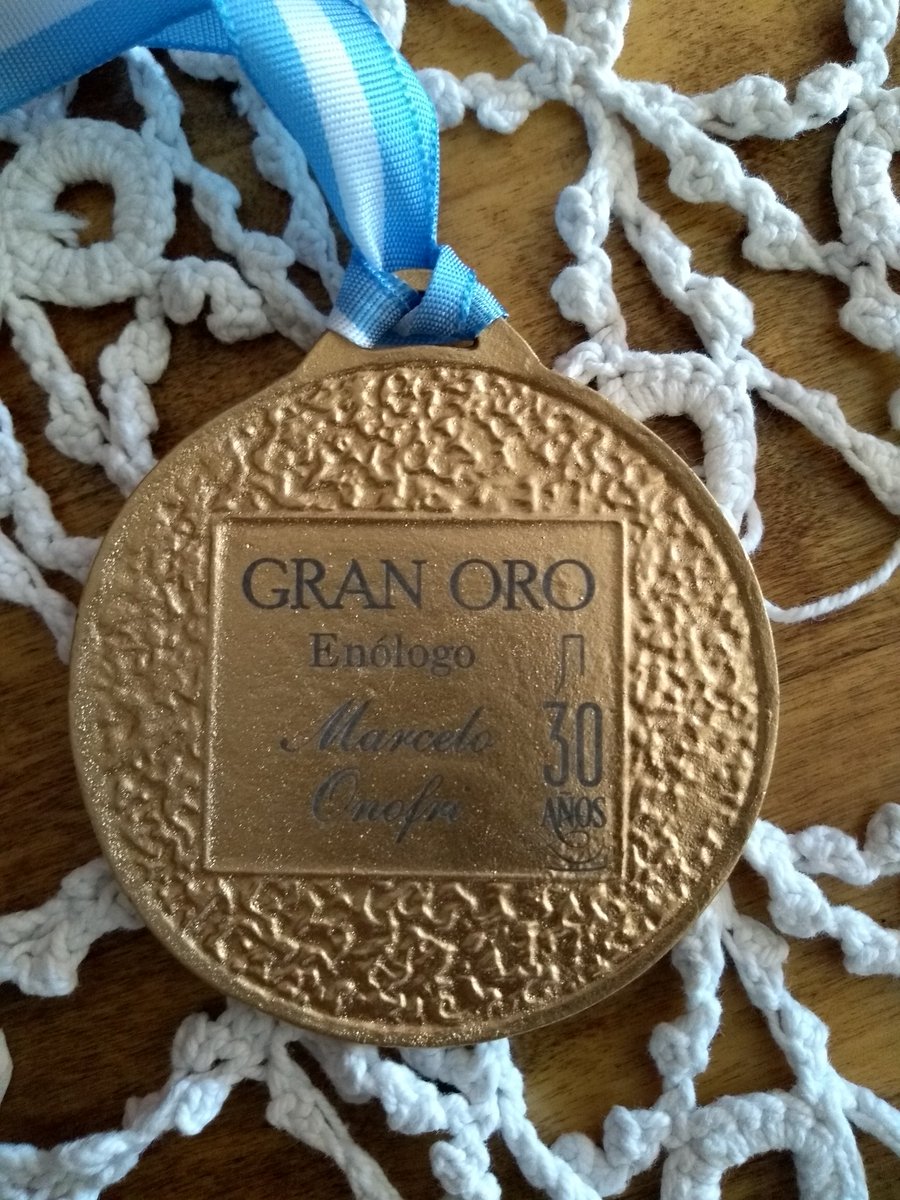 GRAN ORO
Enólogo
Marcelo
Onofri
30
AÑOS